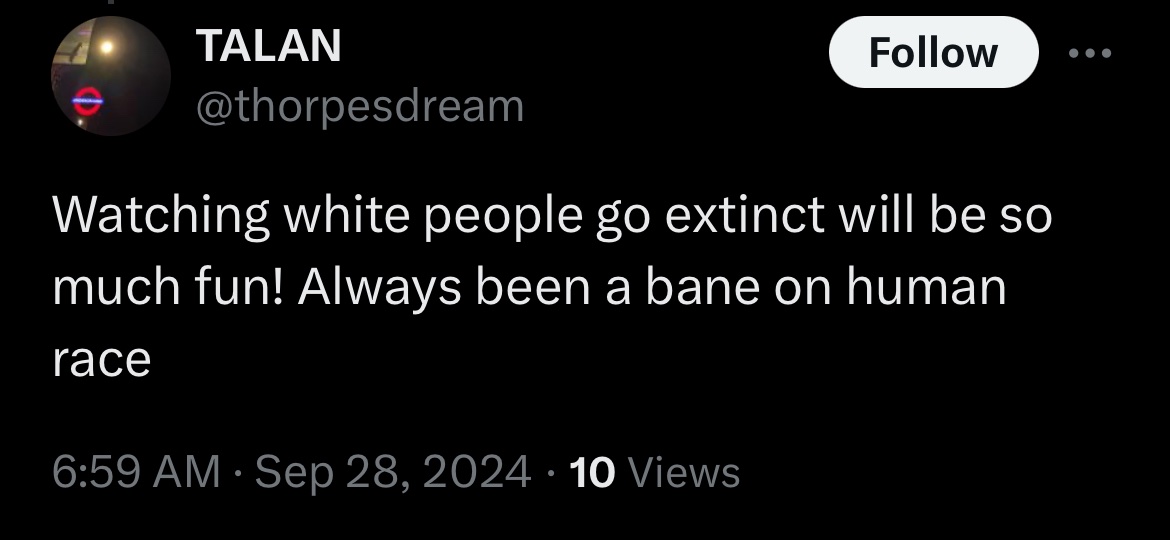 TALAN
Follow
@thorpesdream
Watching white people go extinct will be so
much fun! Always been a bane on human
race
6:59 AM · Sep 28, 2024 · 10 Views